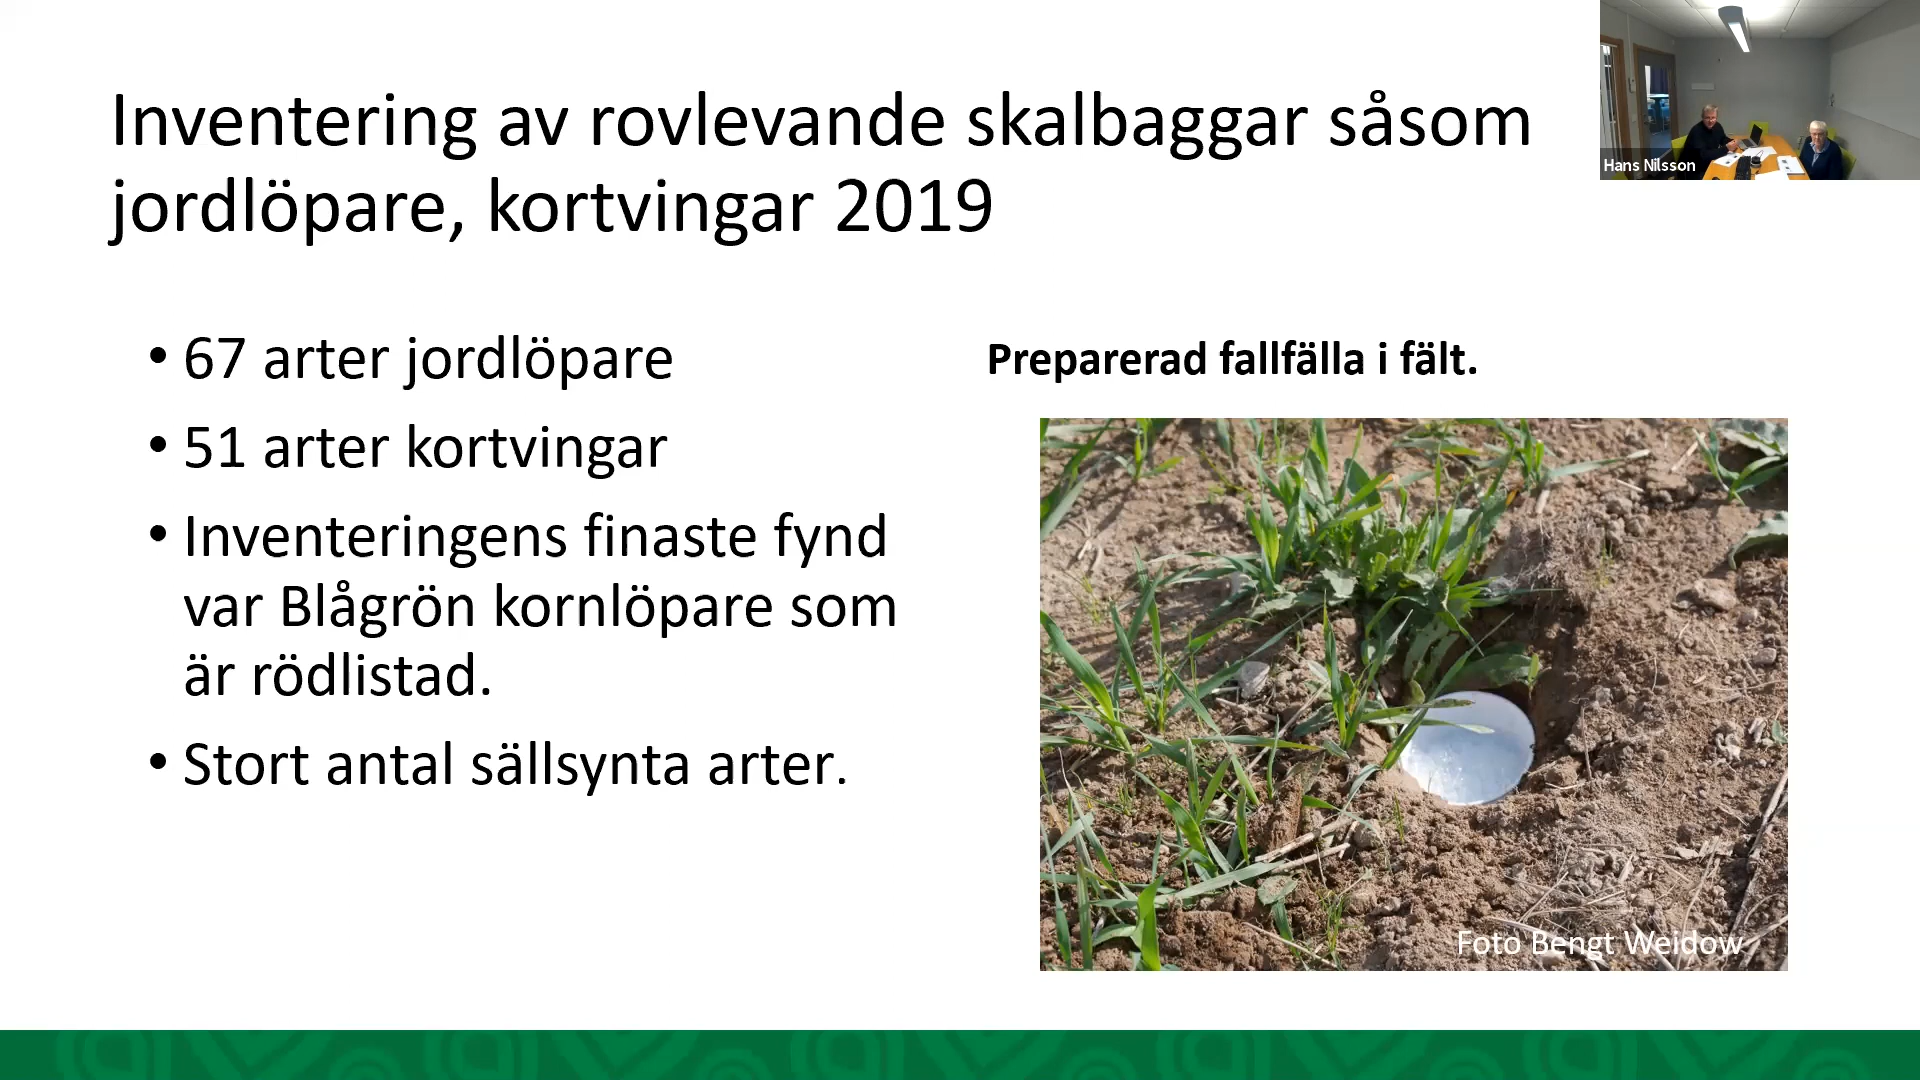 Inventering av rovlevande skalbaggar såsom
jordlöpare, kortvingar 2019
Hans Nilsson
• 67 arter jordlöpare
• 51 arter kortvingar
• Inventeringens finaste fynd
var Blågrön kornlöpare som
är rödlistad.
• Stort antal sällsynta arter.
Preparerad fallfälla i fält.
Foto Bengt Weidow